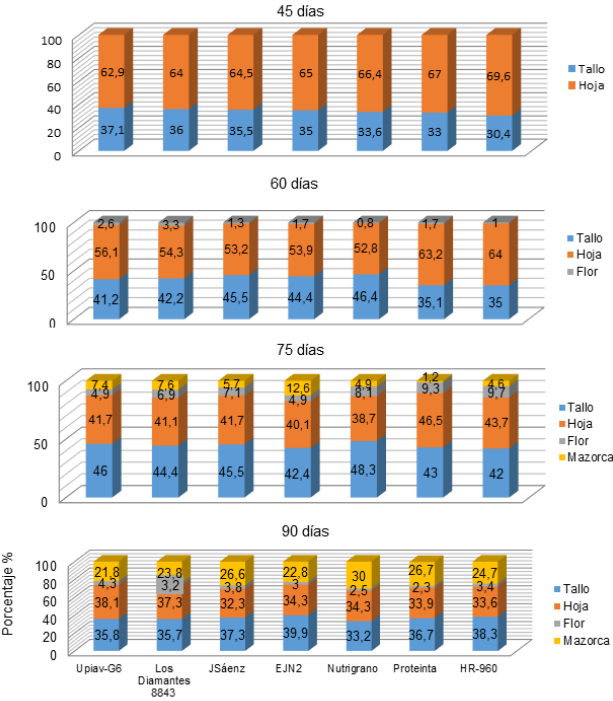 45 días
100
80
60
40
20
0
62,9 64 64,5 65 66,4 67 69,6
37,1 36 35,5 35 33,6 33 30,4
Tallo
Hoja
60 días
100
50
0
2,6 3,3 1,3 1,7 0,8 1,7 1
56,1 54,3 53,2 53,9 52,8 63,2 64
41,2 42,2 45,5 44,4 46,4 35,1 35
Tallo
Hoja
Flor
75 días
100
50
0
7,4 7,6 5,7 12,6 4,9 1,2 4,6
4,9 6,9 7,1 4,9 8,1 9,3 9,7
41,7 41,1 41,7 40,1 38,7 46,5 43,7
46 44,4 45,5 42,4 48,3 43 42
Tallo
Hoja
Flor
Mazorca
90 días
Porcentaje %
100
80
60
40
20
0
21,8 23,8 26,6 22,8 30 26,7 24,7
4,3 3,2 3,8 3 2,5 2,3 3,4
38,1 37,3 32,3 34,3 34,3 33,9 33,6
35,8 35,7 37,3 39,9 33,2 36,7 38,3
Tallo
Hoja
Flor
Mazorca
Upiav-G6 Los JSáenz EJN2 Nutrigrano Proteinta HR-960
Diamantes
8843